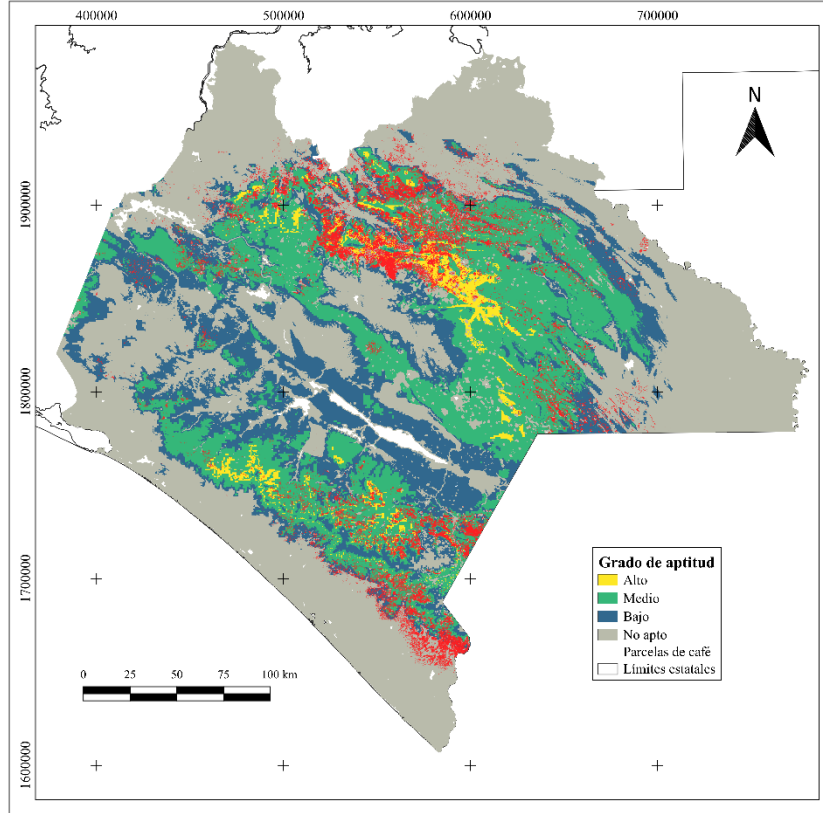 400000 500000 600000 700000
N
1900000
1800000
1700000
1600000
Grado de aptitud
Alto
Medio
Bajo
No apto
Parcelas de café
Límites estatales
0 25 50 75 100 km